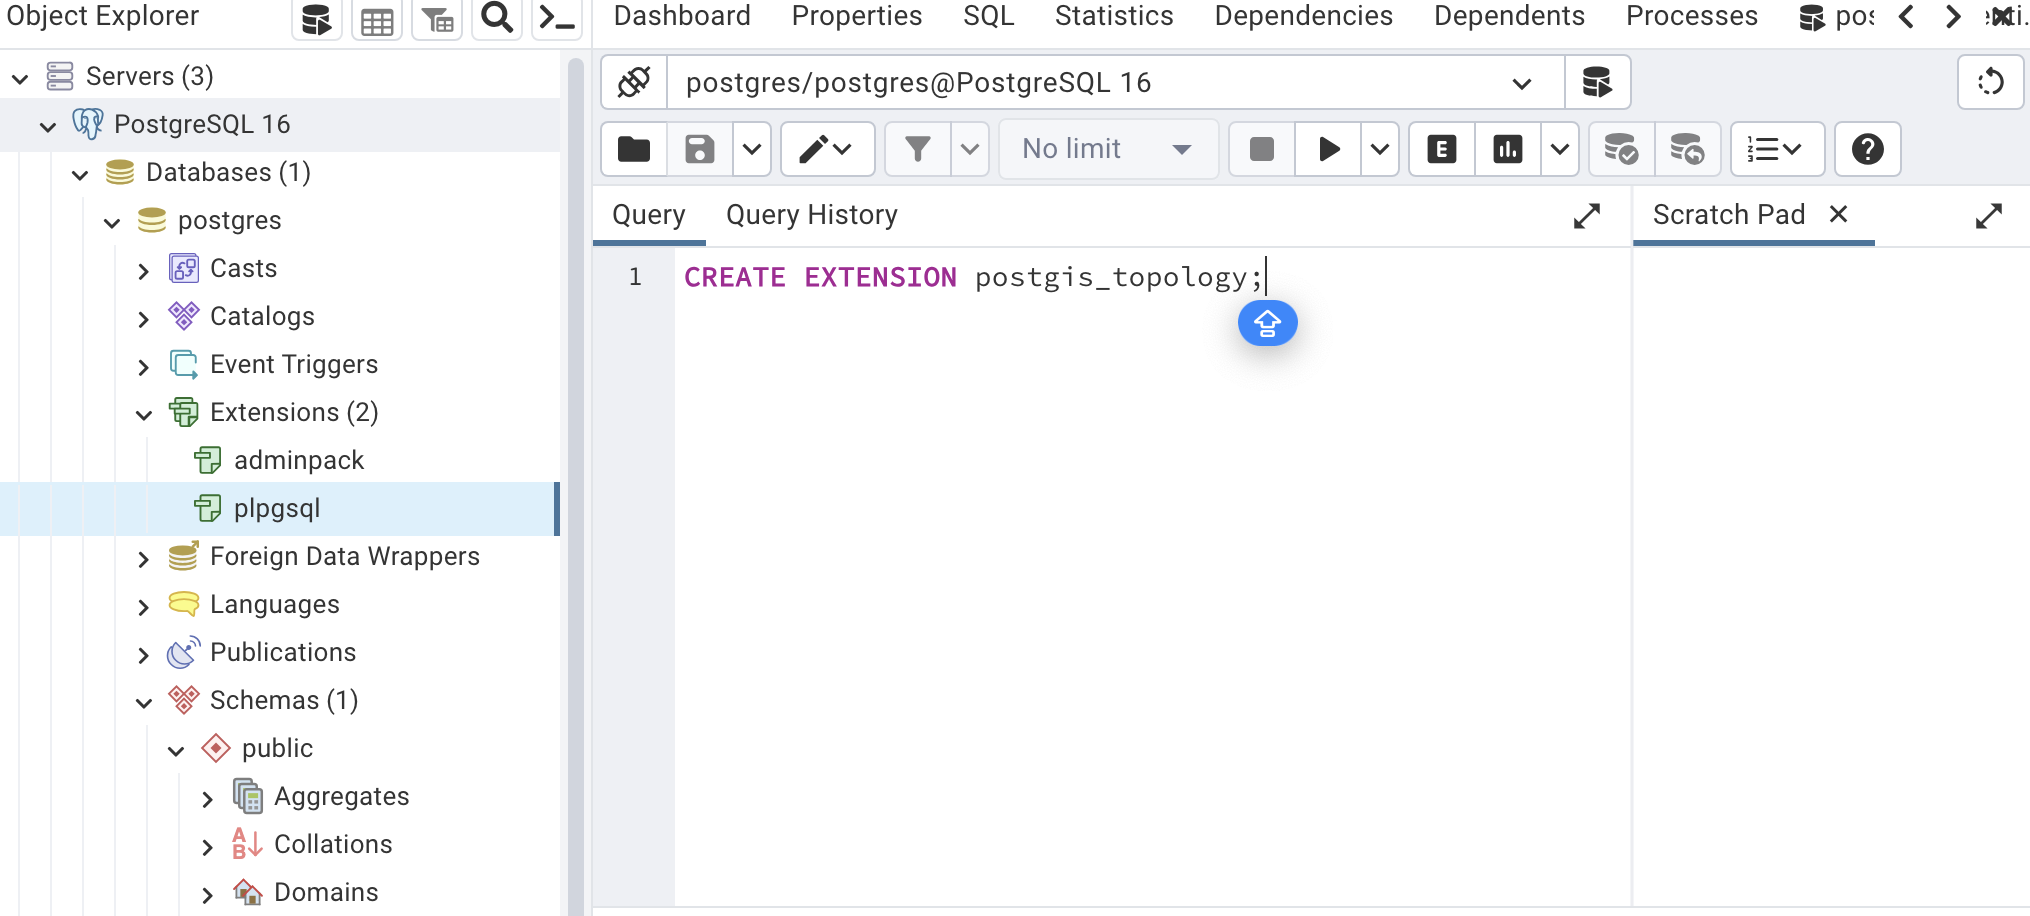 Object Explorer
Dashboard Properties SQL Statistics Dependencies Dependents Processes
Servers (3)
postgres/postgres@PostgreSQL 16
PostgreSQL 16
No limit
E
Databases (1)
Query Query History Scratch Pad
postgres
Casts
1 CREATE EXTENSION postgis_topology;
Catalogs
Event Triggers
Extensions (2)
adminpack
plpgsql
Foreign Data Wrappers
Languages
Publications
Schemas (1)
public
Aggregates
Collations
Domains